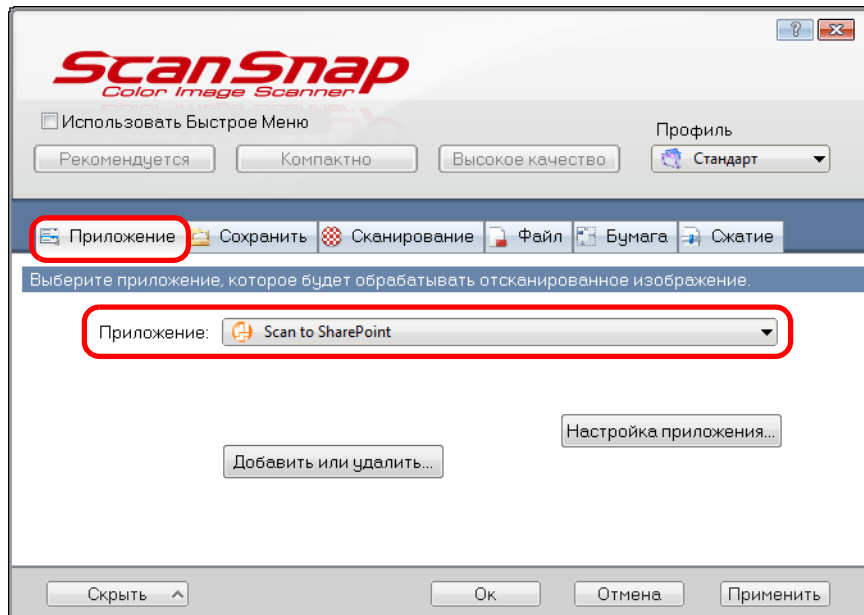 ScanSnap
Color Image Scanner
Использовать Быстрое Меню
Профиль
Рекомендуется Компактно Высокое качество Стандарт
Приложение Сохранить Сканирование Файл Бумага Сжатие
Выберите приложение, которое будет обрабатывать отсканированное изображение.
Приложение: Scan to SharePoint
Настройка приложения...
Добавить или удалить...
Скрыть Ок Отмена Применить